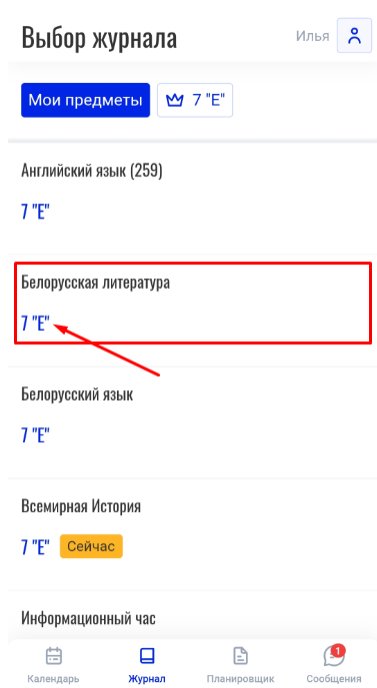 Выбор журнала
Илья
Мои предметы
7 "Е"
Английский язык (259)
7 "Е"
Белорусская литература
7 "Е"
Белорусский язык
7 "Е"
Всемирная История
7 "Е" Сейчас
Информационный час
1
Календарь Журнал Планировщик Сообщения